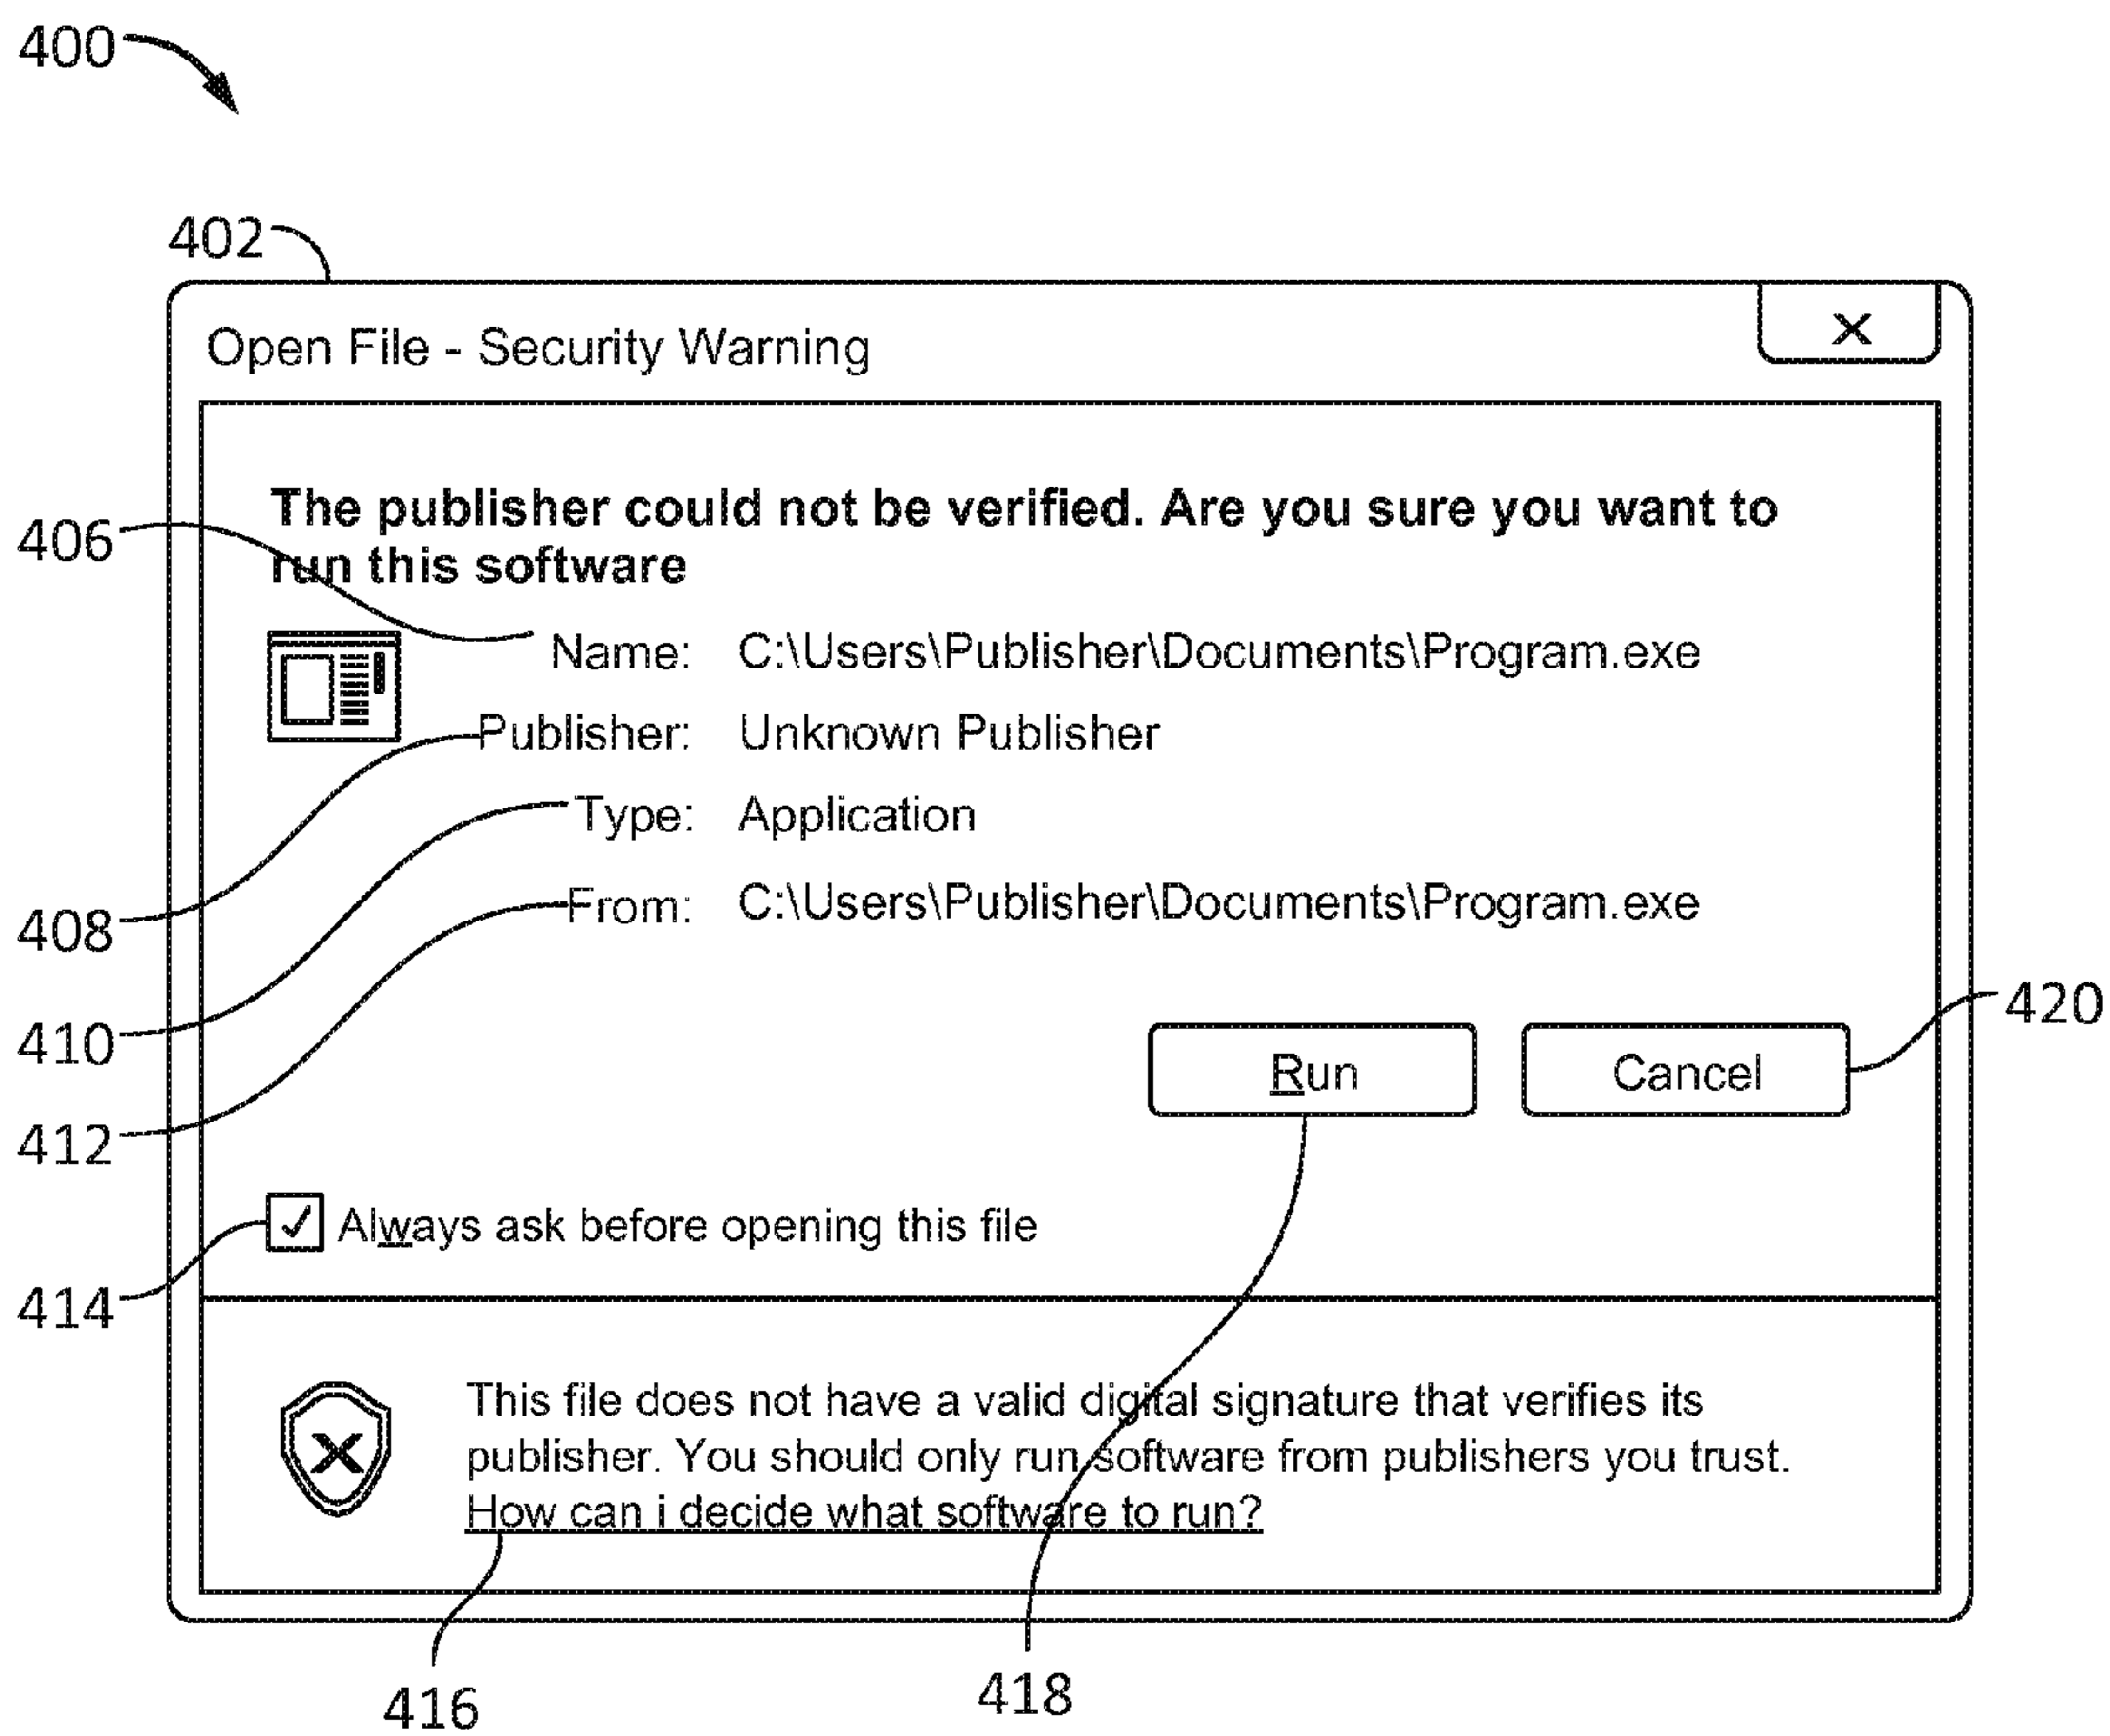 400
402
Open File - Security Warning
X
The publisher could not be verified. Are you sure you want to
run this software
406
Name: C:\Users\Publisher\Documents\Program.exe
Publisher: Unknown Publisher
Type: Application
408
From: C:\Users\Publisher\Documents\Program.exe
410
420
Run Cancel
412
Always ask before opening this file
414
This file does not have a valid digital signature that verifies its
publisher. You should only run software from publishers you trust.
How can i decide what software to run?
416
418